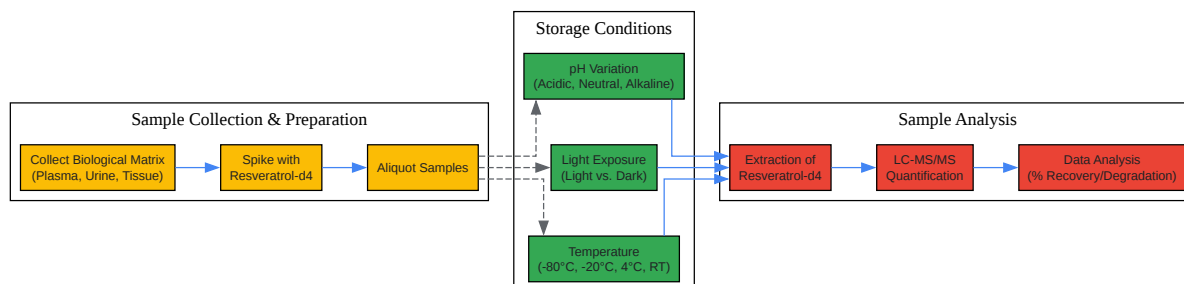 Sample Collection & Preparation
Collect Biological Matrix
(Plasma, Urine, Tissue)
Spike with
Resveratrol-d4
Aliquot Samples
Storage Conditions
pH Variation
(Acidic, Neutral, Alkaline)
Light Exposure
(Light vs. Dark)
Temperature
(-80°C, -20°C, 4°C, RT)
Sample Analysis
Extraction of
Resveratrol-d4
LC-MS/MS
Quantification
Data Analysis
(% Recovery/Degradation)